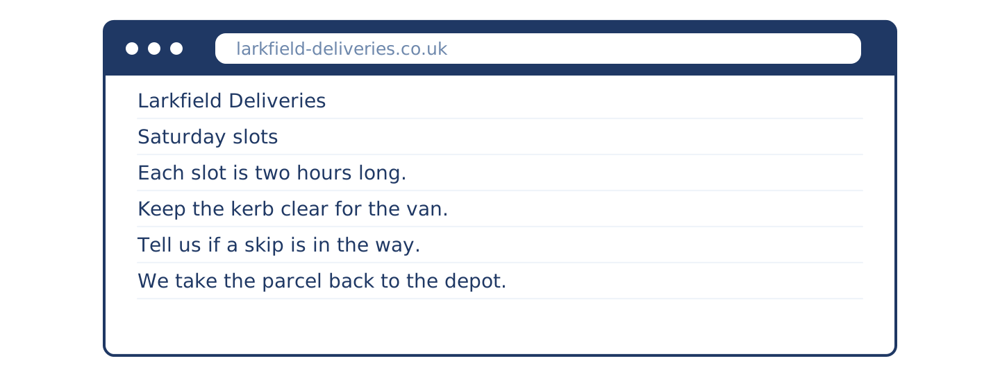 larkfield-deliveries.co.uk
Larkfield Deliveries
Saturday slots
Each slot is two hours long.
Keep the kerb clear for the van.
Tell us if a skip is in the way.
We take the parcel back to the depot.